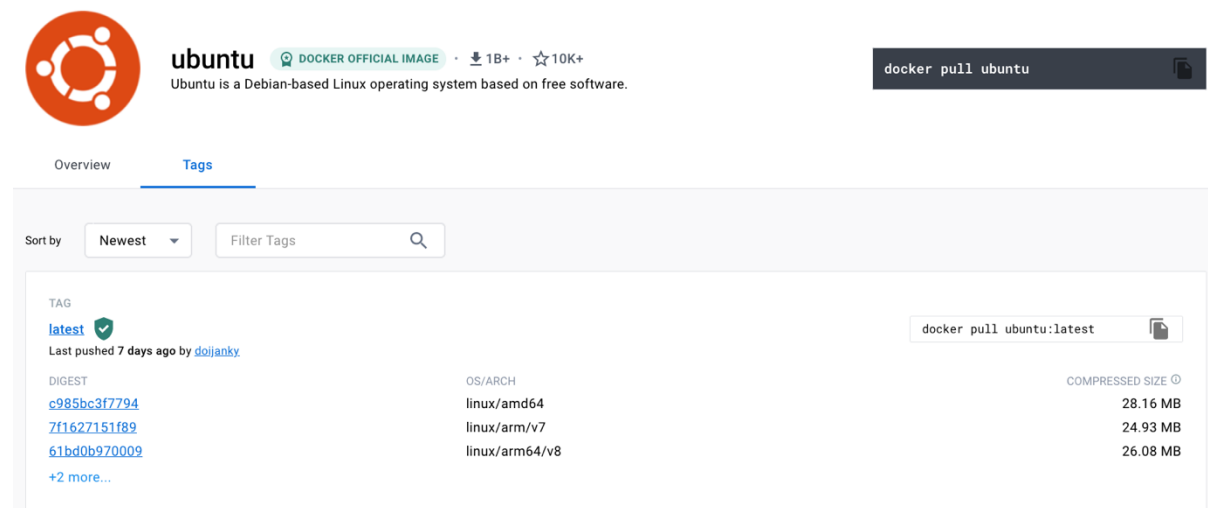 ubuntu DOCKER OFFICIAL IMAGE · 1B+ · 10K+
Ubuntu is a Debian-based Linux operating system based on free software.
docker pull ubuntu
Overview Tags
Sort by Newest Filter Tags
TAG
latest
docker pull ubuntu:latest
Last pushed 7 days ago by doijanky
DIGEST OS/ARCH COMPRESSED SIZE
c985bc3f7794 linux/amd64 28.16 MB
7f1627151f89 linux/arm/v7 24.93 MB
61bd0b970009 linux/arm64/v8 26.08 MB
+2 more...